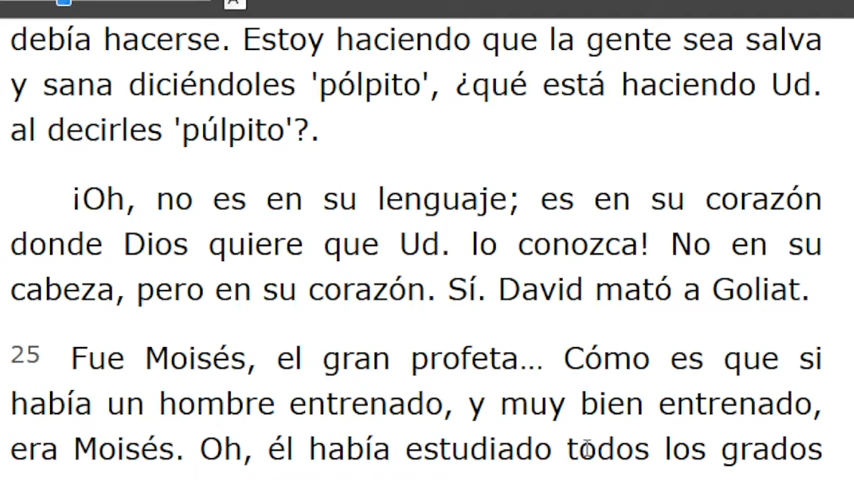 debía hacerse. Estoy haciendo que la gente sea salva
y sana diciéndoles 'pólpito', ¿qué está haciendo Ud.
al decirles 'púlpito'?.
¡Oh, no es en su lenguaje; es en su corazón
donde Dios quiere que Ud. lo conozca! No en su
cabeza, pero en su corazón. Sí. David mató a Goliat.
25 Fue Moisés, el gran profeta... Cómo es que si
había un hombre entrenado, y muy bien entrenado,
era Moisés. Oh, él había estudiado todos los grados